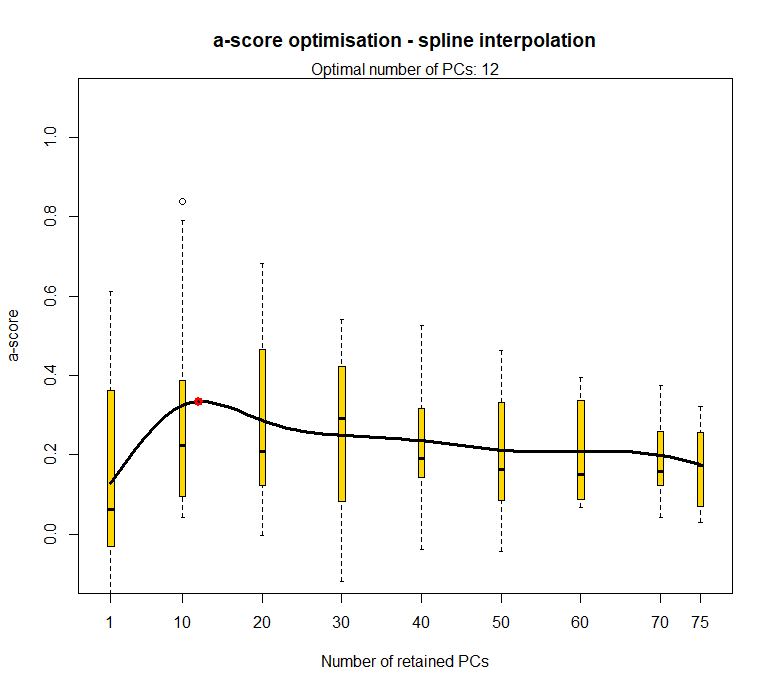 a-score optimisation - spline interpolation
Optimal number of PCs: 12
a-score
1.0
0.8
0.6
0.4
0.2
0.0
1 10 20 30 40 50 60 70 75
Number of retained PCs